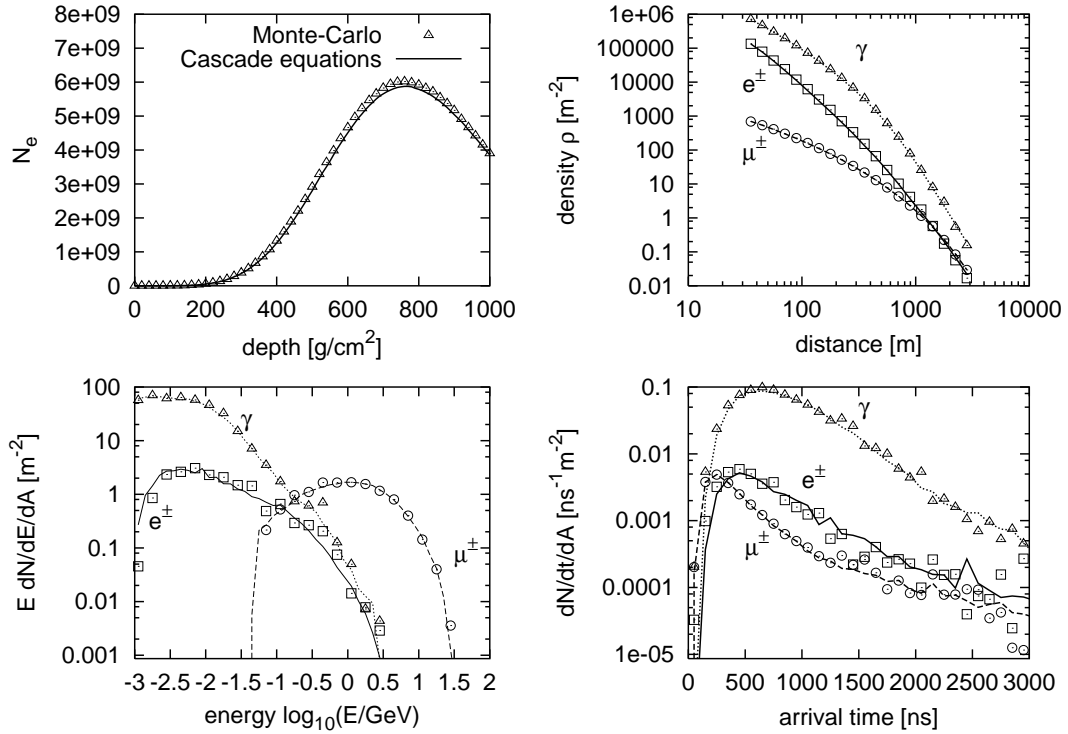 9e+09
8e+09
7e+09
6e+09
5e+09
4e+09
3e+09
2e+09
1e+09
0
N_e
Monte-Carlo
Cascade equations
0 200 400 600 800 1000
depth [g/cm²]
1e+06
100000
10000
1000
100
10
1
0.1
0.01
density ρ [m⁻²]
γ
e±
μ±
10 100 1000 10000
distance [m]
100
10
1
0.1
0.01
0.001
E dN/dE/dA [m⁻²]
γ
e±
μ±
-3 -2.5 -2 -1.5 -1 -0.5 0 0.5 1 1.5 2
energy log₁₀(E/GeV)
0.1
0.01
0.001
0.0001
1e-05
dN/dt/dA [ns⁻¹m⁻²]
γ
e±
μ±
0 500 1000 1500 2000 2500 3000
arrival time [ns]